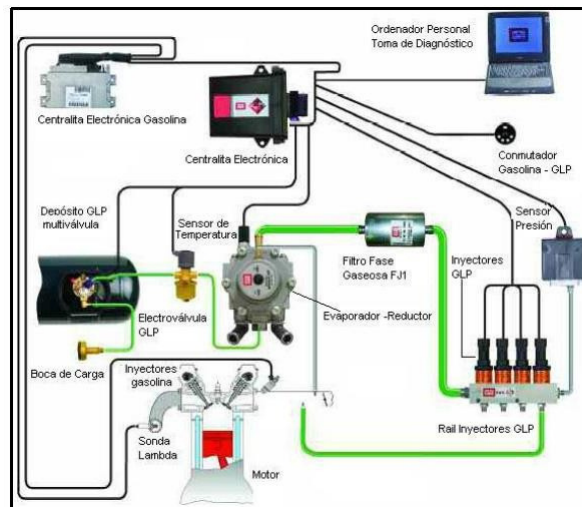 Ordenador Personal
Toma de Diagnóstico
Centralita Electrónica Gasolina
Centralita Electrónica
Conmutador
Gasolina - GLP
Depósito GLP
multiválvula
Sensor de
Temperatura
Sensor
Presión
Filtro Fase
Gaseosa FJ1
Inyectores
GLP
Electroválvula
GLP
Evaporador -Reductor
Boca de Carga
Inyectores
gasolina
Rail Inyectores GLP
Sonda
Lambda
Motor